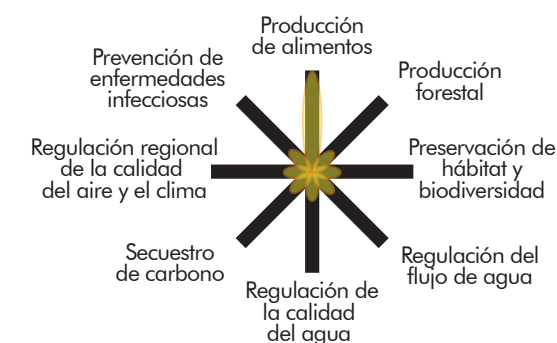 Producción
de alimentos
Producción
forestal
Preservación de
hábitat y
biodiversidad
Regulación del
flujo de agua
Regulación de
la calidad
del agua
Secuestro
de carbono
Regulación regional
de la calidad
del aire y el clima
Prevención de
enfermedades
infecciosas